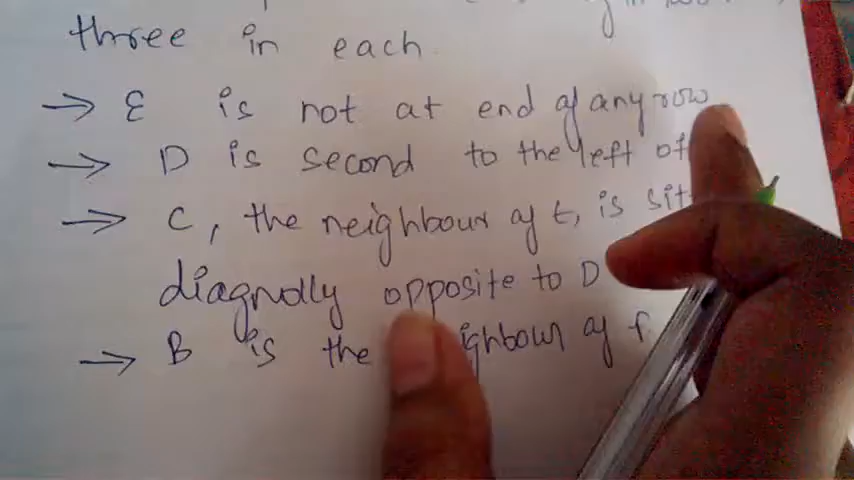 three in each
→ E is not at end of any row
→ D is second to the left of
→ C, the neighbour of E, is sit
diagnolly opposite to D
→ B is the neighbour of F